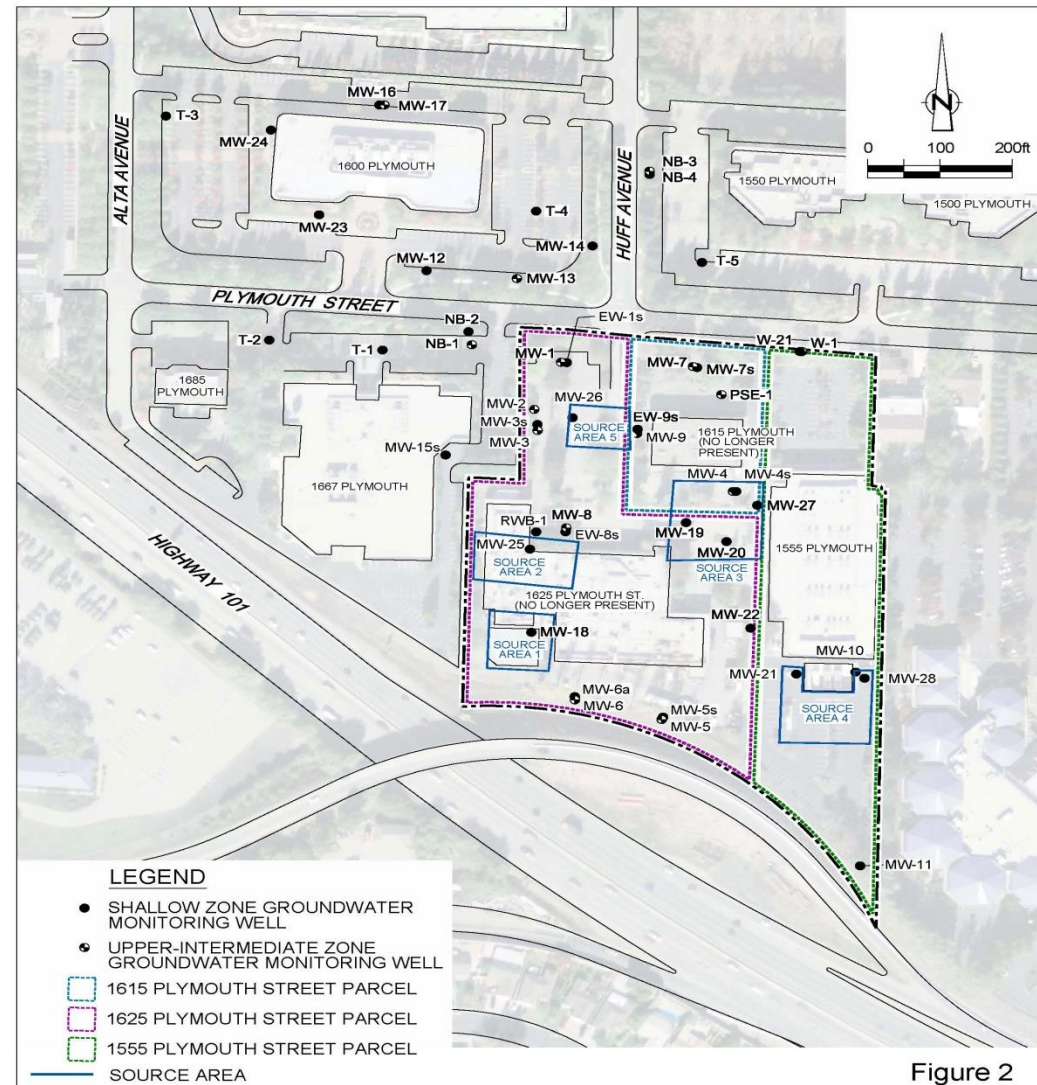 MW-16
MW-17
T-3
MW-24
1600 PLYMOUTH
ALTA AVENUE
MW-23
T-4
MW-14
MW-12
MW-13
HUFF AVENUE
NB-3
NB-4
1550 PLYMOUTH
1500 PLYMOUTH
T-5
N
0 100 200ft
PLYMOUTH STREET
EW-1s
NB-2
T-2
T-1
NB-1
MW-1
W-21
W-1
MW-7
MW-7s
1685
PLYMOUTH
MW-2
MW-26
PSE-1
MW-3s
MW-3
SOURCE
AREA 5
EW-9s
MW-9
1615 PLYMOUTH
(NO LONGER
PRESENT)
MW-15s
1667 PLYMOUTH
MW-4
MW-4s
MW-27
RWB-1
MW-8
EW-8s
MW-19
MW-25
MW-20
1555 PLYMOUTH
SOURCE
AREA 2
SOURCE
AREA 3
HIGHWAY 101
1625 PLYMOUTH ST.
(NO LONGER PRESENT)
MW-22
MW-18
SOURCE
AREA 1
MW-10
MW-21
MW-28
SOURCE
AREA 4
MW-6a
MW-6
MW-5s
MW-5
MW-11
LEGEND
SHALLOW ZONE GROUNDWATER
MONITORING WELL
UPPER-INTERMEDIATE ZONE
GROUNDWATER MONITORING WELL
1615 PLYMOUTH STREET PARCEL
1625 PLYMOUTH STREET PARCEL
1555 PLYMOUTH STREET PARCEL
SOURCE AREA
Figure 2